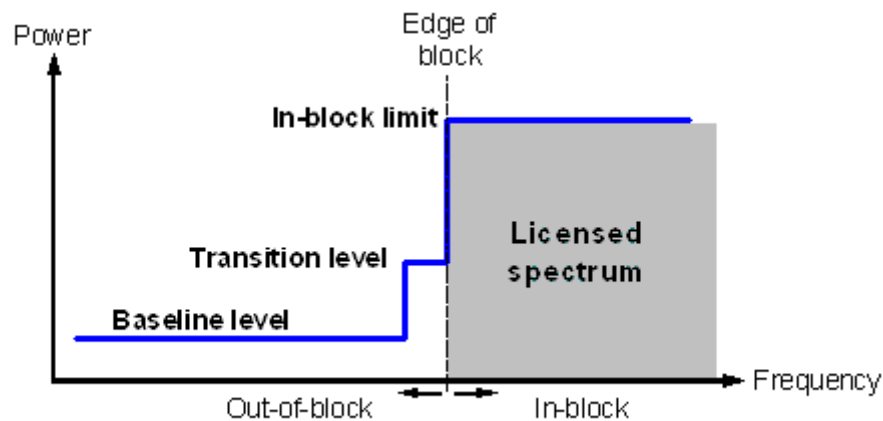 Power
Edge of
block
In-block limit
Licensed
spectrum
Transition level
Baseline level
Frequency
Out-of-block
In-block